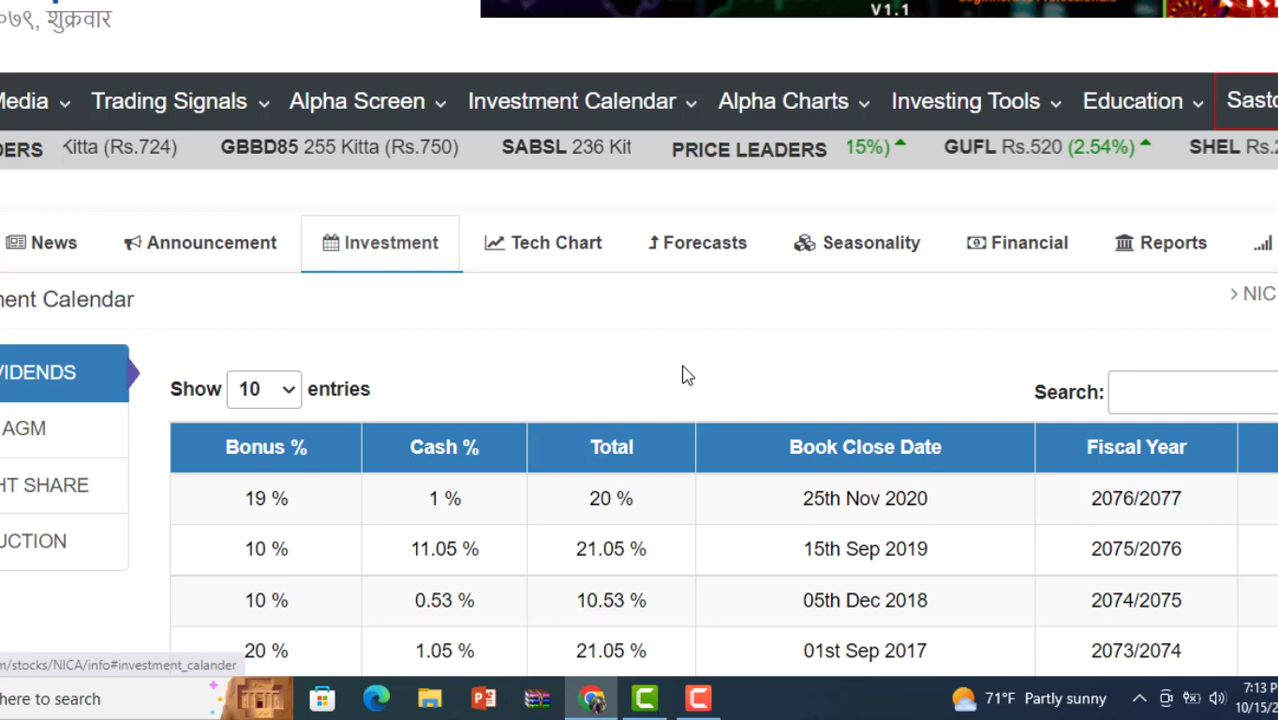 V1.1
०७९, शुक्रवार
Media Trading Signals Alpha Screen Investment Calendar Alpha Charts Investing Tools Education Sasto
DERS Kitta (Rs.724) GBBD85 255 Kitta (Rs.750) SABSL 236 Kit PRICE LEADERS 15%) GUFL Rs.520 (2.54%) SHEL Rs.2
News Announcement Investment Tech Chart Forecasts Seasonality Financial Reports
ment Calendar > NIC
VIDENDS
Show 10 entries Search:
AGM
Bonus % Cash % Total Book Close Date Fiscal Year
HT SHARE
19 % 1 % 20 % 25th Nov 2020 2076/2077
UCTION
10 % 11.05 % 21.05 % 15th Sep 2019 2075/2076
10 % 0.53 % 10.53 % 05th Dec 2018 2074/2075
20 % 1.05 % 21.05 % 01st Sep 2017 2073/2074
m/stocks/NICA/info#investment_calander
here to search 71°F Partly sunny 7:13 P
10/15/2